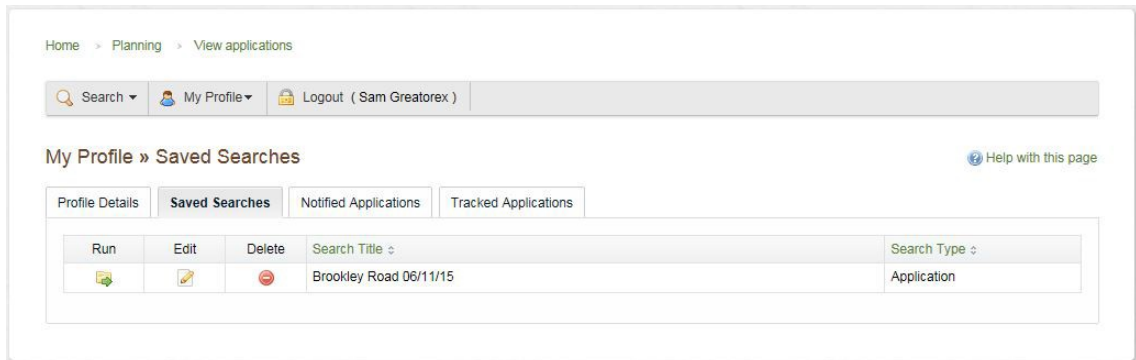 Home > Planning > View applications
Search My Profile Logout ( Sam Greatorex )
My Profile » Saved Searches
Help with this page
Profile Details Saved Searches Notified Applications Tracked Applications
Run Edit Delete Search Title Search Type
Brookley Road 06/11/15 Application